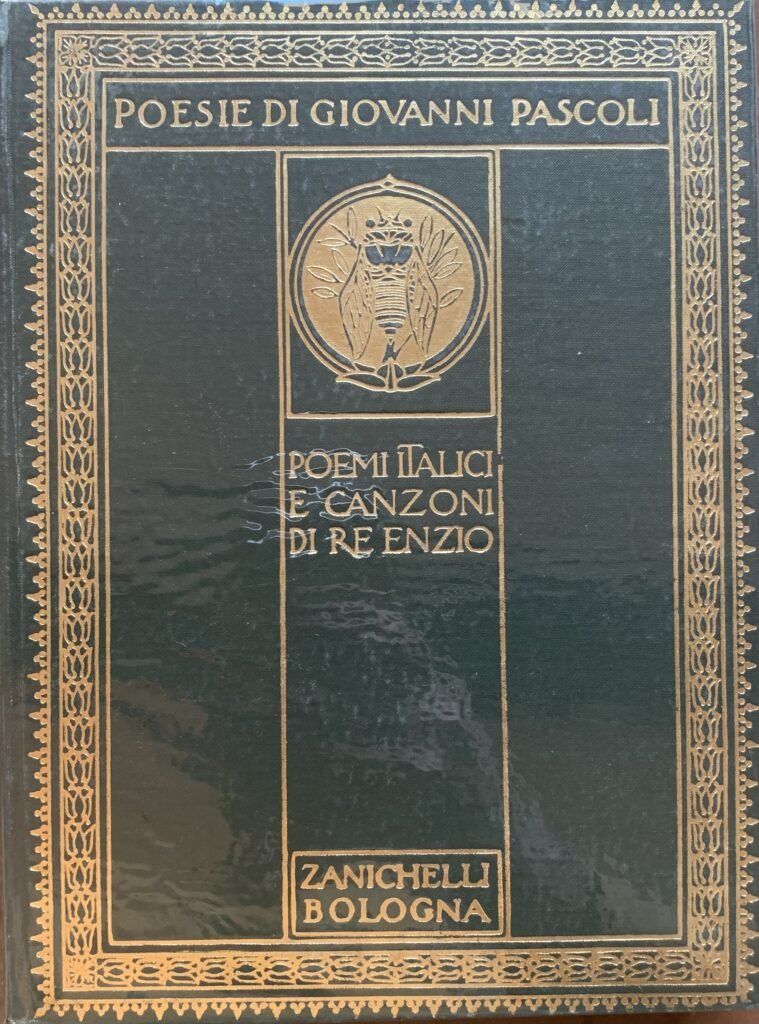 POESIE DI GIOVANNI PASCOLI
POEMI ITALICI
E CANZONI
DI RE ENZIO
ZANICHELLI
BOLOGNA